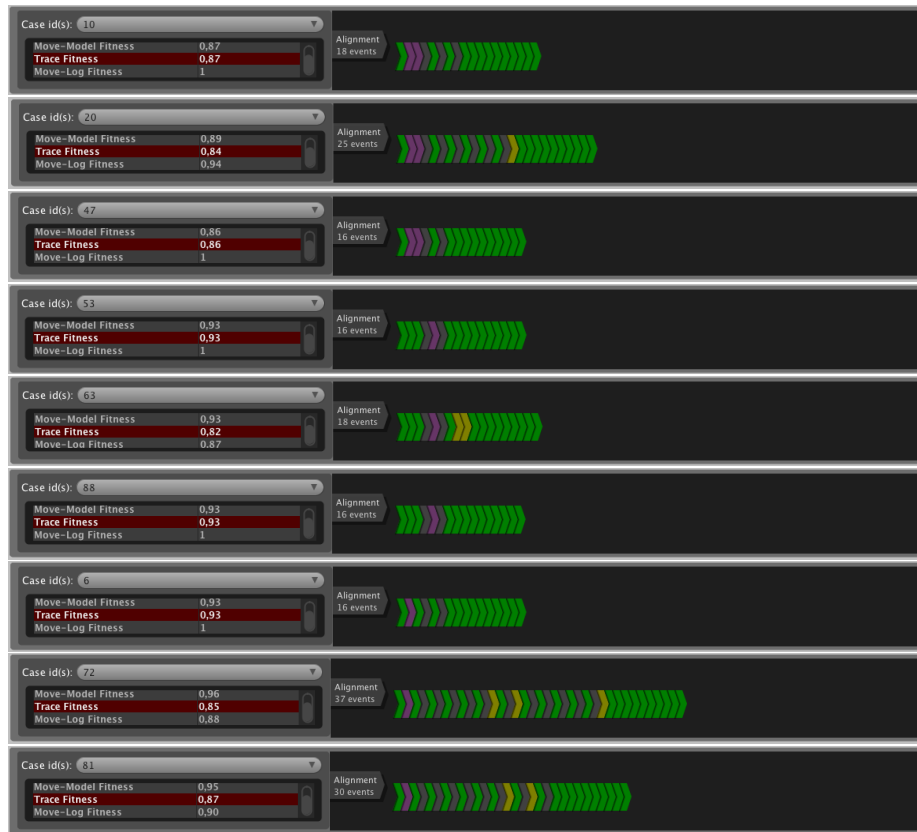 Case id(s): 10
Move-Model Fitness 0,87
Trace Fitness 0,87
Move-Log Fitness 1
Alignment
18 events
Case id(s): 20
Move-Model Fitness 0,89
Trace Fitness 0,84
Move-Log Fitness 0,94
Alignment
25 events
Case id(s): 47
Move-Model Fitness 0,86
Trace Fitness 0,86
Move-Log Fitness 1
Alignment
16 events
Case id(s): 53
Move-Model Fitness 0,93
Trace Fitness 0,93
Move-Log Fitness 1
Alignment
16 events
Case id(s): 63
Move-Model Fitness 0,93
Trace Fitness 0,82
Move-Log Fitness 0,87
Alignment
18 events
Case id(s): 88
Move-Model Fitness 0,93
Trace Fitness 0,93
Move-Log Fitness 1
Alignment
16 events
Case id(s): 6
Move-Model Fitness 0,93
Trace Fitness 0,93
Move-Log Fitness 1
Alignment
16 events
Case id(s): 72
Move-Model Fitness 0,96
Trace Fitness 0,85
Move-Log Fitness 0,88
Alignment
37 events
Case id(s): 81
Move-Model Fitness 0,95
Trace Fitness 0,87
Move-Log Fitness 0,90
Alignment
30 events